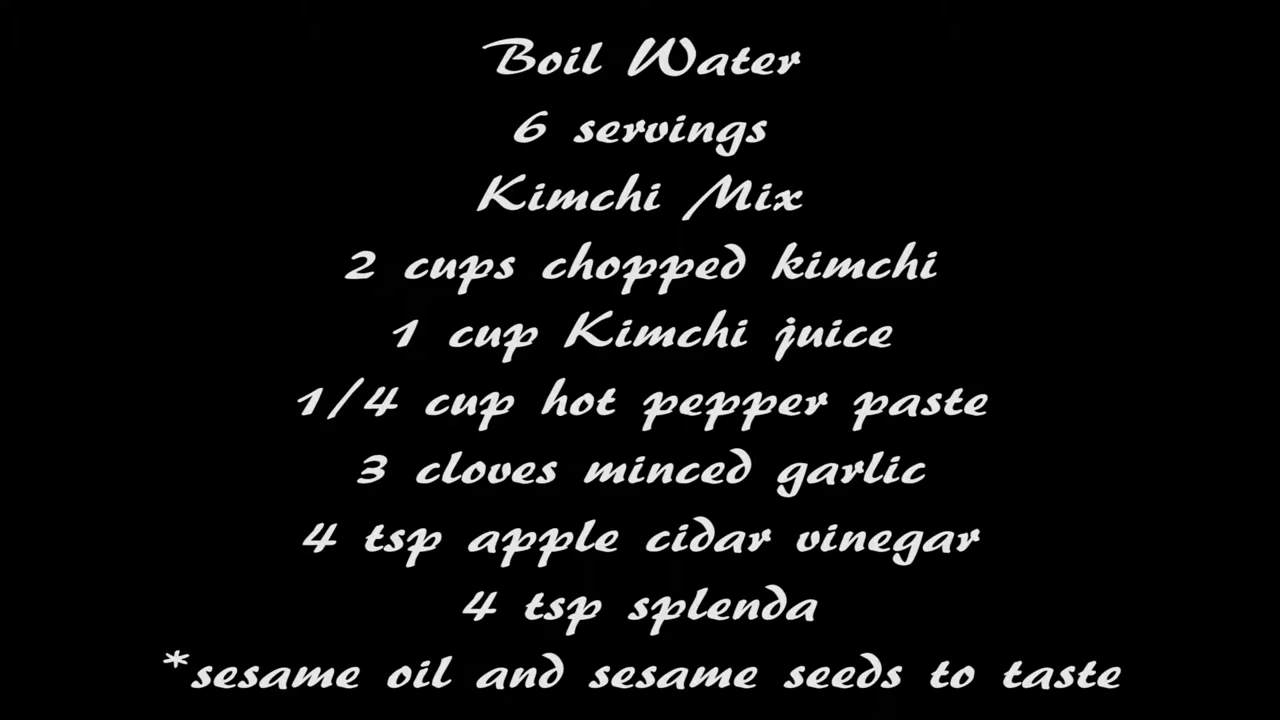 Boil Water
6 servings
Kimchi Mix
2 cups chopped kimchi
1 cup Kimchi juice
1/4 cup hot pepper paste
3 cloves minced garlic
4 tsp apple cidar vinegar
4 tsp splenda
*sesame oil and sesame seeds to taste